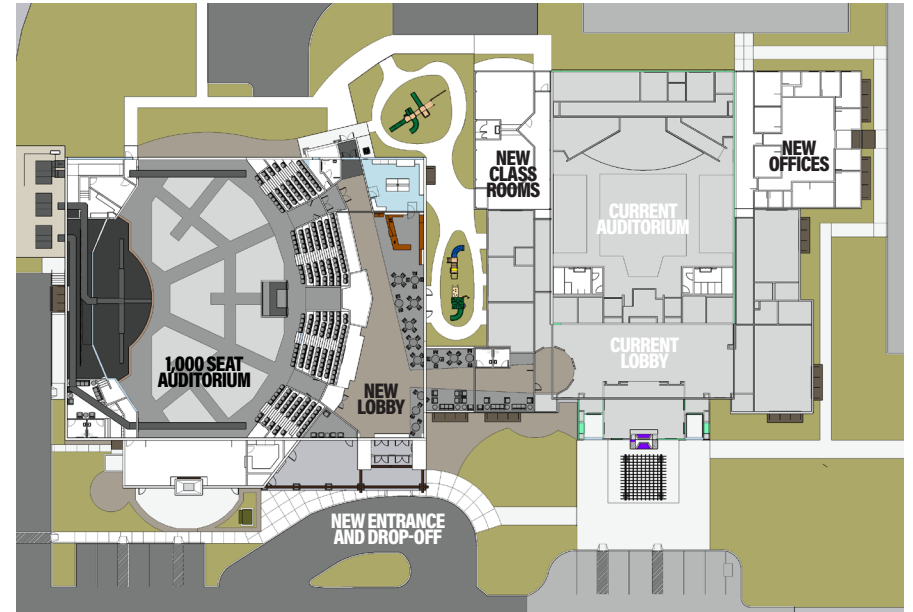 NEW
CLASS
ROOMS
NEW
OFFICES
CURRENT
AUDITORIUM
CURRENT
LOBBY
1,000 SEAT
AUDITORIUM
NEW
LOBBY
NEW ENTRANCE
AND DROP-OFF